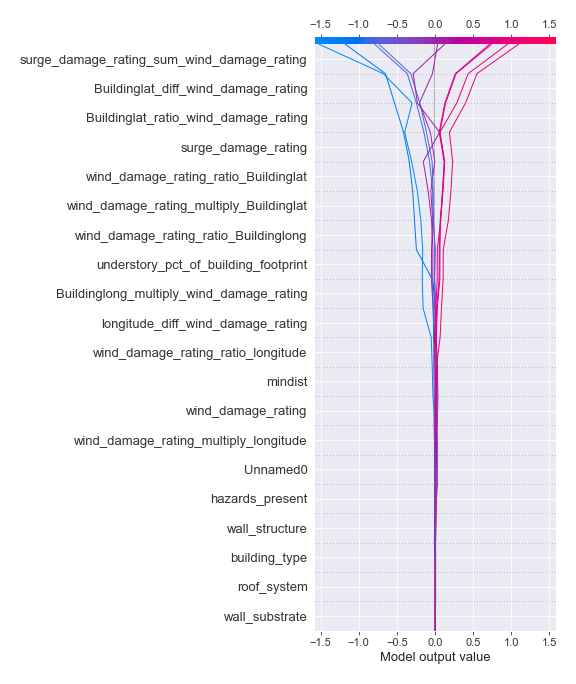 −1.5 −1.0 −0.5 0.0 0.5 1.0 1.5
surge_damage_rating_sum_wind_damage_rating
Buildinglat_diff_wind_damage_rating
Buildinglat_ratio_wind_damage_rating
surge_damage_rating
wind_damage_rating_ratio_Buildinglat
wind_damage_rating_multiply_Buildinglat
wind_damage_rating_ratio_Buildinglong
understory_pct_of_building_footprint
Buildinglong_multiply_wind_damage_rating
longitude_diff_wind_damage_rating
wind_damage_rating_ratio_longitude
mindist
wind_damage_rating
wind_damage_rating_multiply_longitude
Unnamed0
hazards_present
wall_structure
building_type
roof_system
wall_substrate
−1.5 −1.0 −0.5 0.0 0.5 1.0 1.5
Model output value